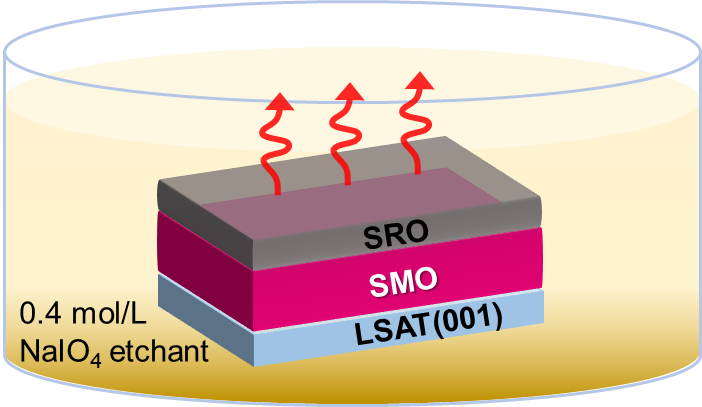 SRO
SMO
LSAT(001)
0.4 mol/L
NaIO₄ etchant